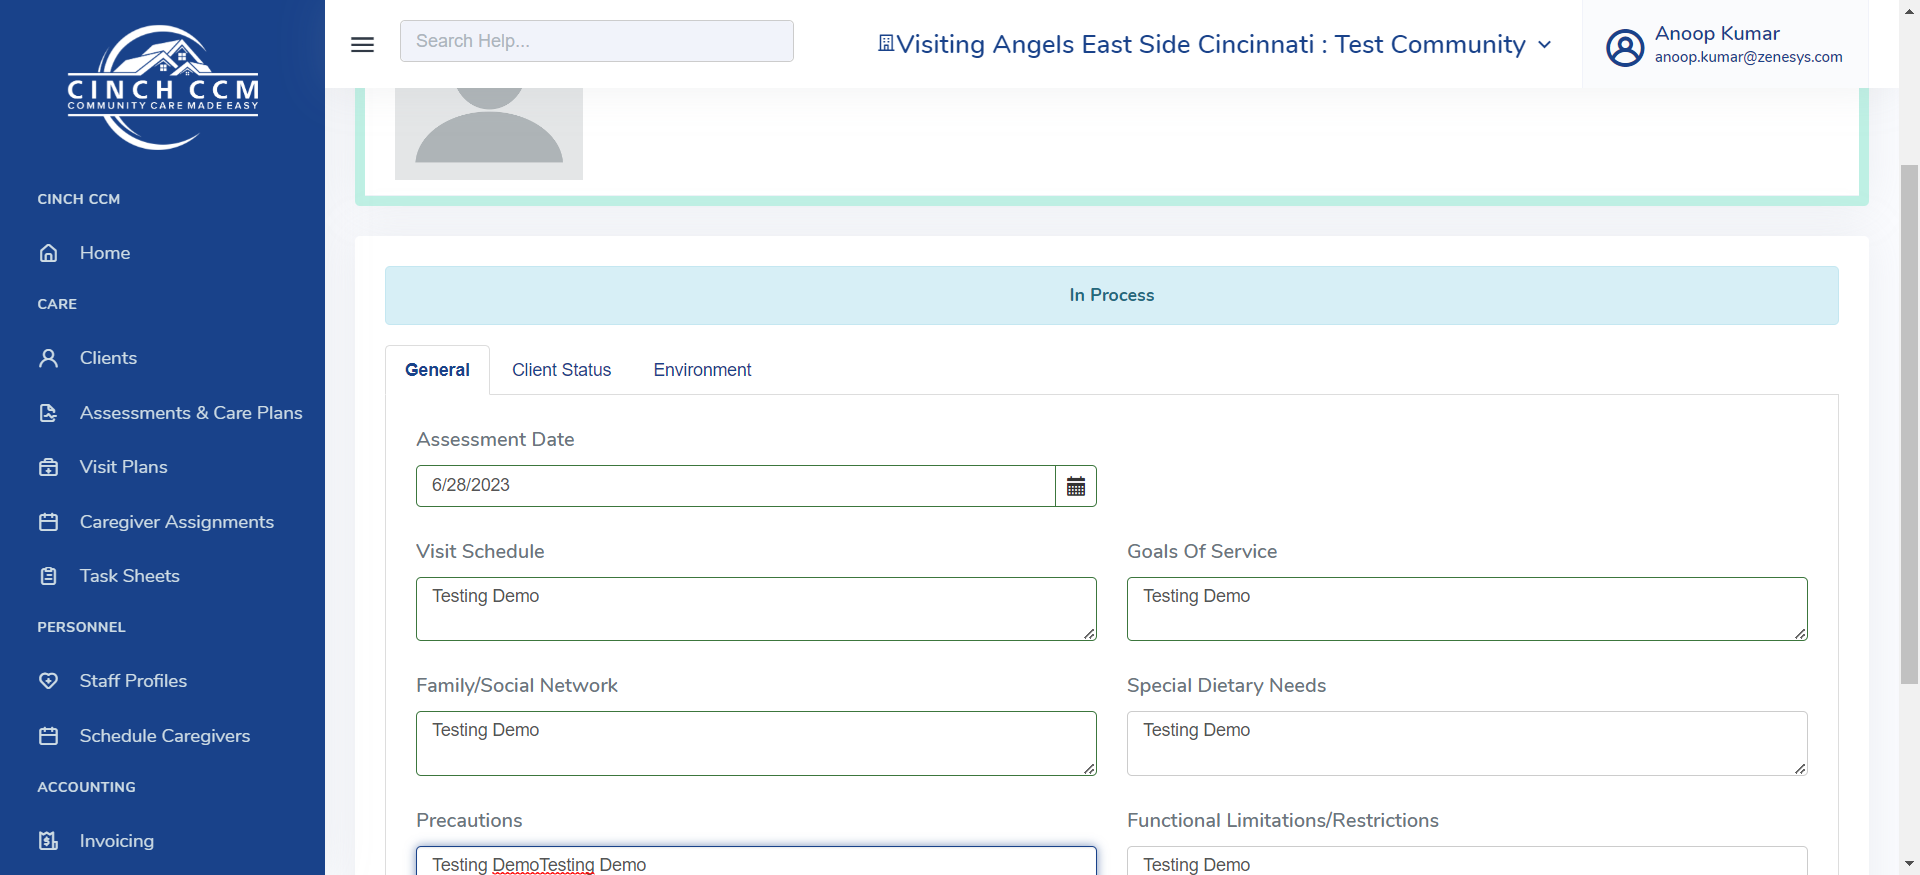 CINCH CCM
COMMUNITY CARE MADE EASY
CINCH CCM
Home
CARE
Clients
Assessments & Care Plans
Visit Plans
Caregiver Assignments
Task Sheets
PERSONNEL
Staff Profiles
Schedule Caregivers
ACCOUNTING
Invoicing
Search Help...
Visiting Angels East Side Cincinnati : Test Community
Anoop Kumar
anoop.kumar@zenesys.com
In Process
General Client Status Environment
Assessment Date
6/28/2023
Visit Schedule
Testing Demo
Goals Of Service
Testing Demo
Family/Social Network
Testing Demo
Special Dietary Needs
Testing Demo
Precautions
Testing DemoTesting Demo
Functional Limitations/Restrictions
Testing Demo